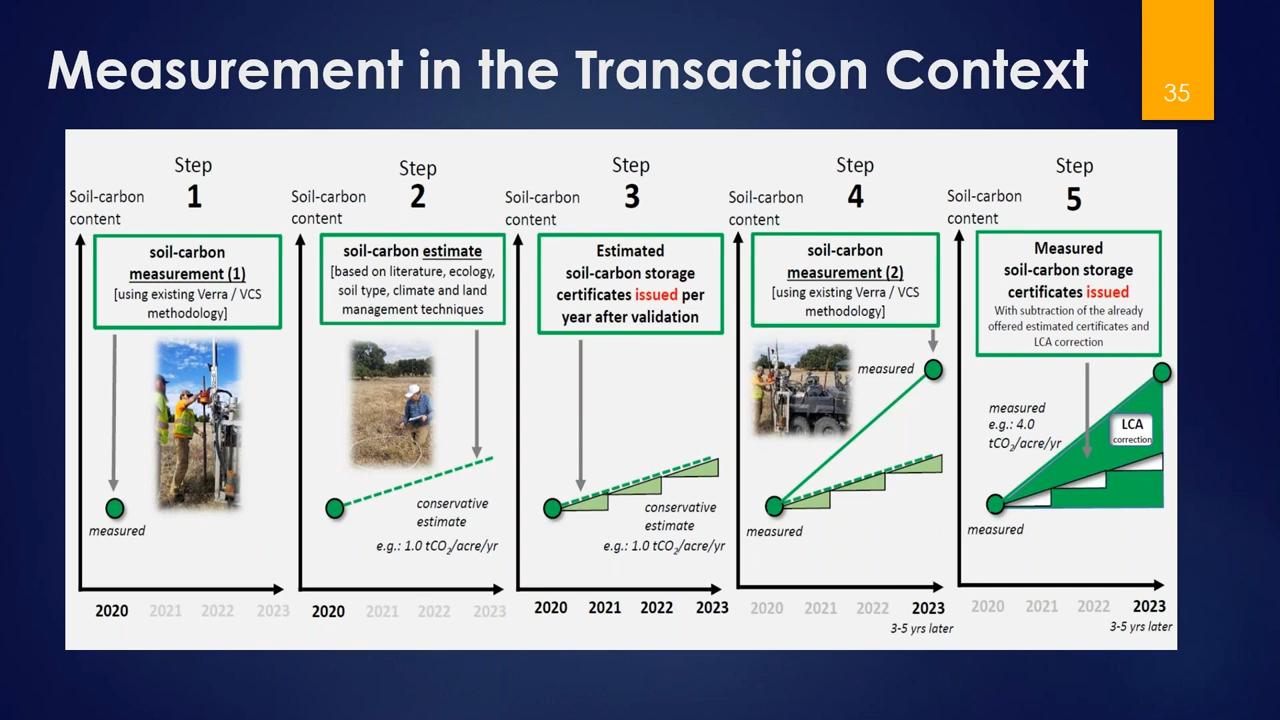 Measurement in the Transaction Context
35
Step
1
Soil-carbon
content
soil-carbon
measurement (1)
[using existing Verra / VCS
methodology]
measured
2020 2021 2022 2023
Step
2
Soil-carbon
content
soil-carbon estimate
[based on literature, ecology,
soil type, climate and land
management techniques
conservative
estimate
e.g.: 1.0 tCO2/acre/yr
2020 2021 2022 2023
Step
3
Soil-carbon
content
Estimated
soil-carbon storage
certificates issued per
year after validation
conservative
estimate
e.g.: 1.0 tCO2/acre/yr
2020 2021 2022 2023
Step
4
Soil-carbon
content
soil-carbon
measurement (2)
[using existing Verra / VCS
methodology]
measured
measured
2020 2021 2022 2023
3-5 yrs later
Step
5
Soil-carbon
content
Measured
soil-carbon storage
certificates issued
With subtraction of the already
offered estimated certificates and
LCA correction
measured
e.g.: 4.0
tCO2/acre/yr
LCA
correction
measured
2020 2021 2022 2023
3-5 yrs later